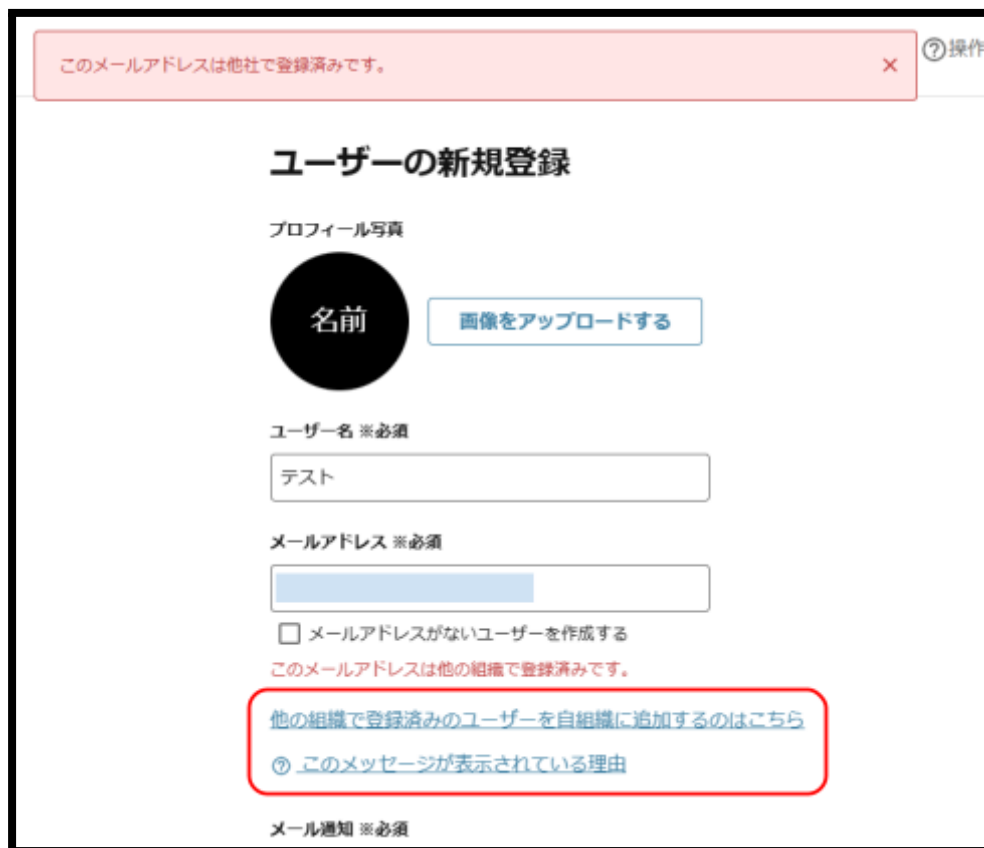 このメールアドレスは他社で登録済みです。 ×
?操作
ユーザーの新規登録
プロフィール写真
名前
画像をアップロードする
ユーザー名 ※必須
テスト
メールアドレス ※必須
メールアドレスがないユーザーを作成する
このメールアドレスは他の組織で登録済みです。
他の組織で登録済みのユーザーを自組織に追加するのはこちら
? このメッセージが表示されている理由
メール通知 ※必須